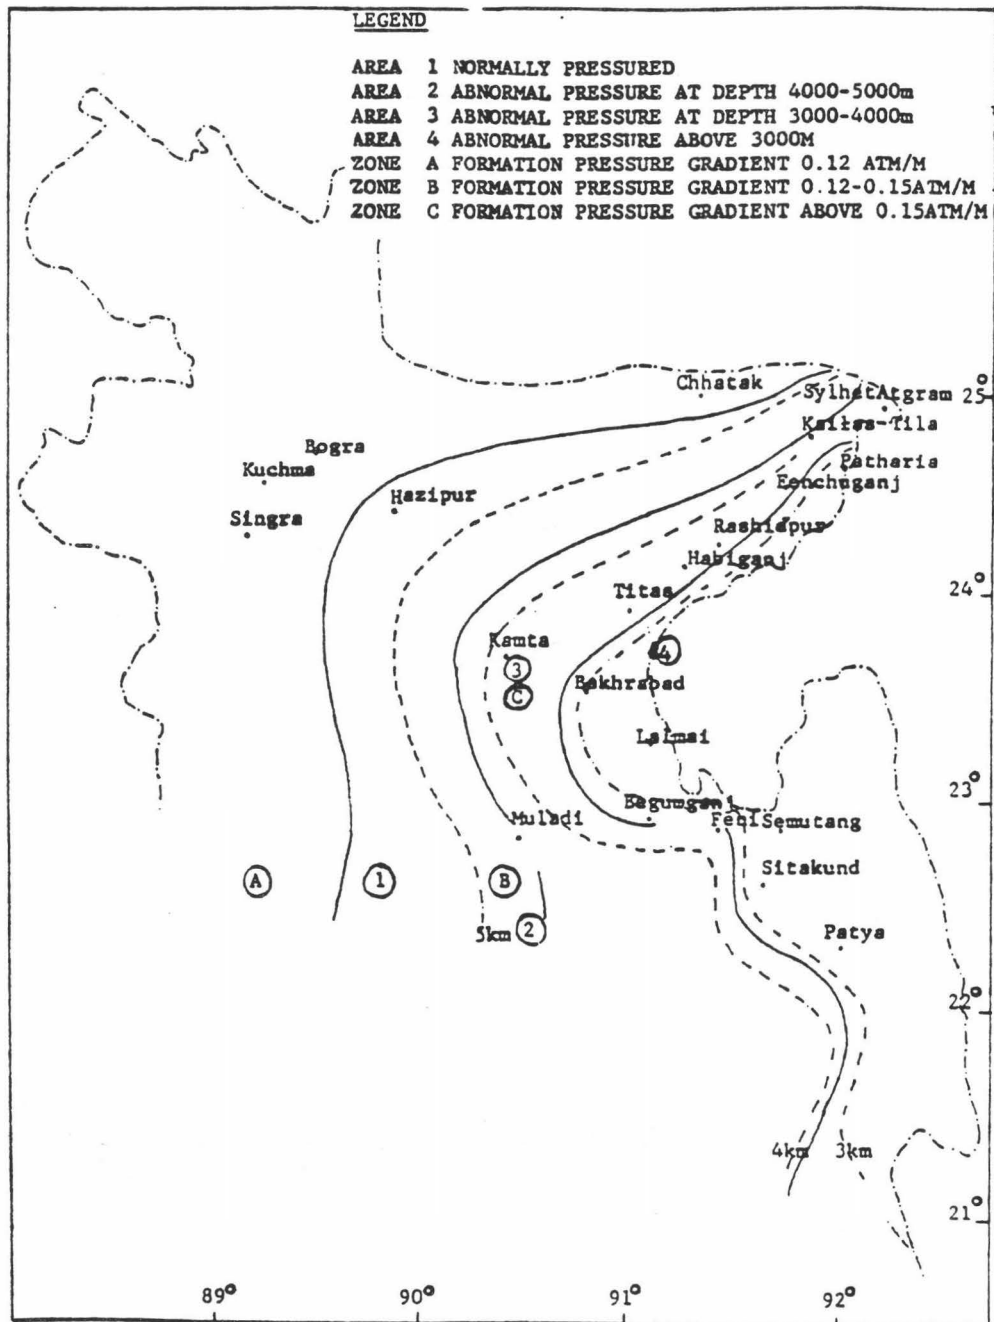 LEGEND
AREA 1 NORMALLY PRESSURED
AREA 2 ABNORMAL PRESSURE AT DEPTH 4000-5000m
AREA 3 ABNORMAL PRESSURE AT DEPTH 3000-4000m
AREA 4 ABNORMAL PRESSURE ABOVE 3000M
ZONE A FORMATION PRESSURE GRADIENT 0.12 ATM/M
ZONE B FORMATION PRESSURE GRADIENT 0.12-0.15ATM/M
ZONE C FORMATION PRESSURE GRADIENT ABOVE 0.15ATM/M
Chhatak
Sylhet
Atgram
25°
Kailas-Tila
Bogra
Kuchma
Patharia
Fenchuganj
Hazipur
Singra
Rashidpur
Habiganj
Titas
24°
Kamta
3
4
C
Bakhrabad
Lalmai
23°
Begumganj
Muladi
Feni
Semutang
Sitakund
A
1
B
5km
2
Patya
22°
4km
3km
21°
89°
90°
91°
92°